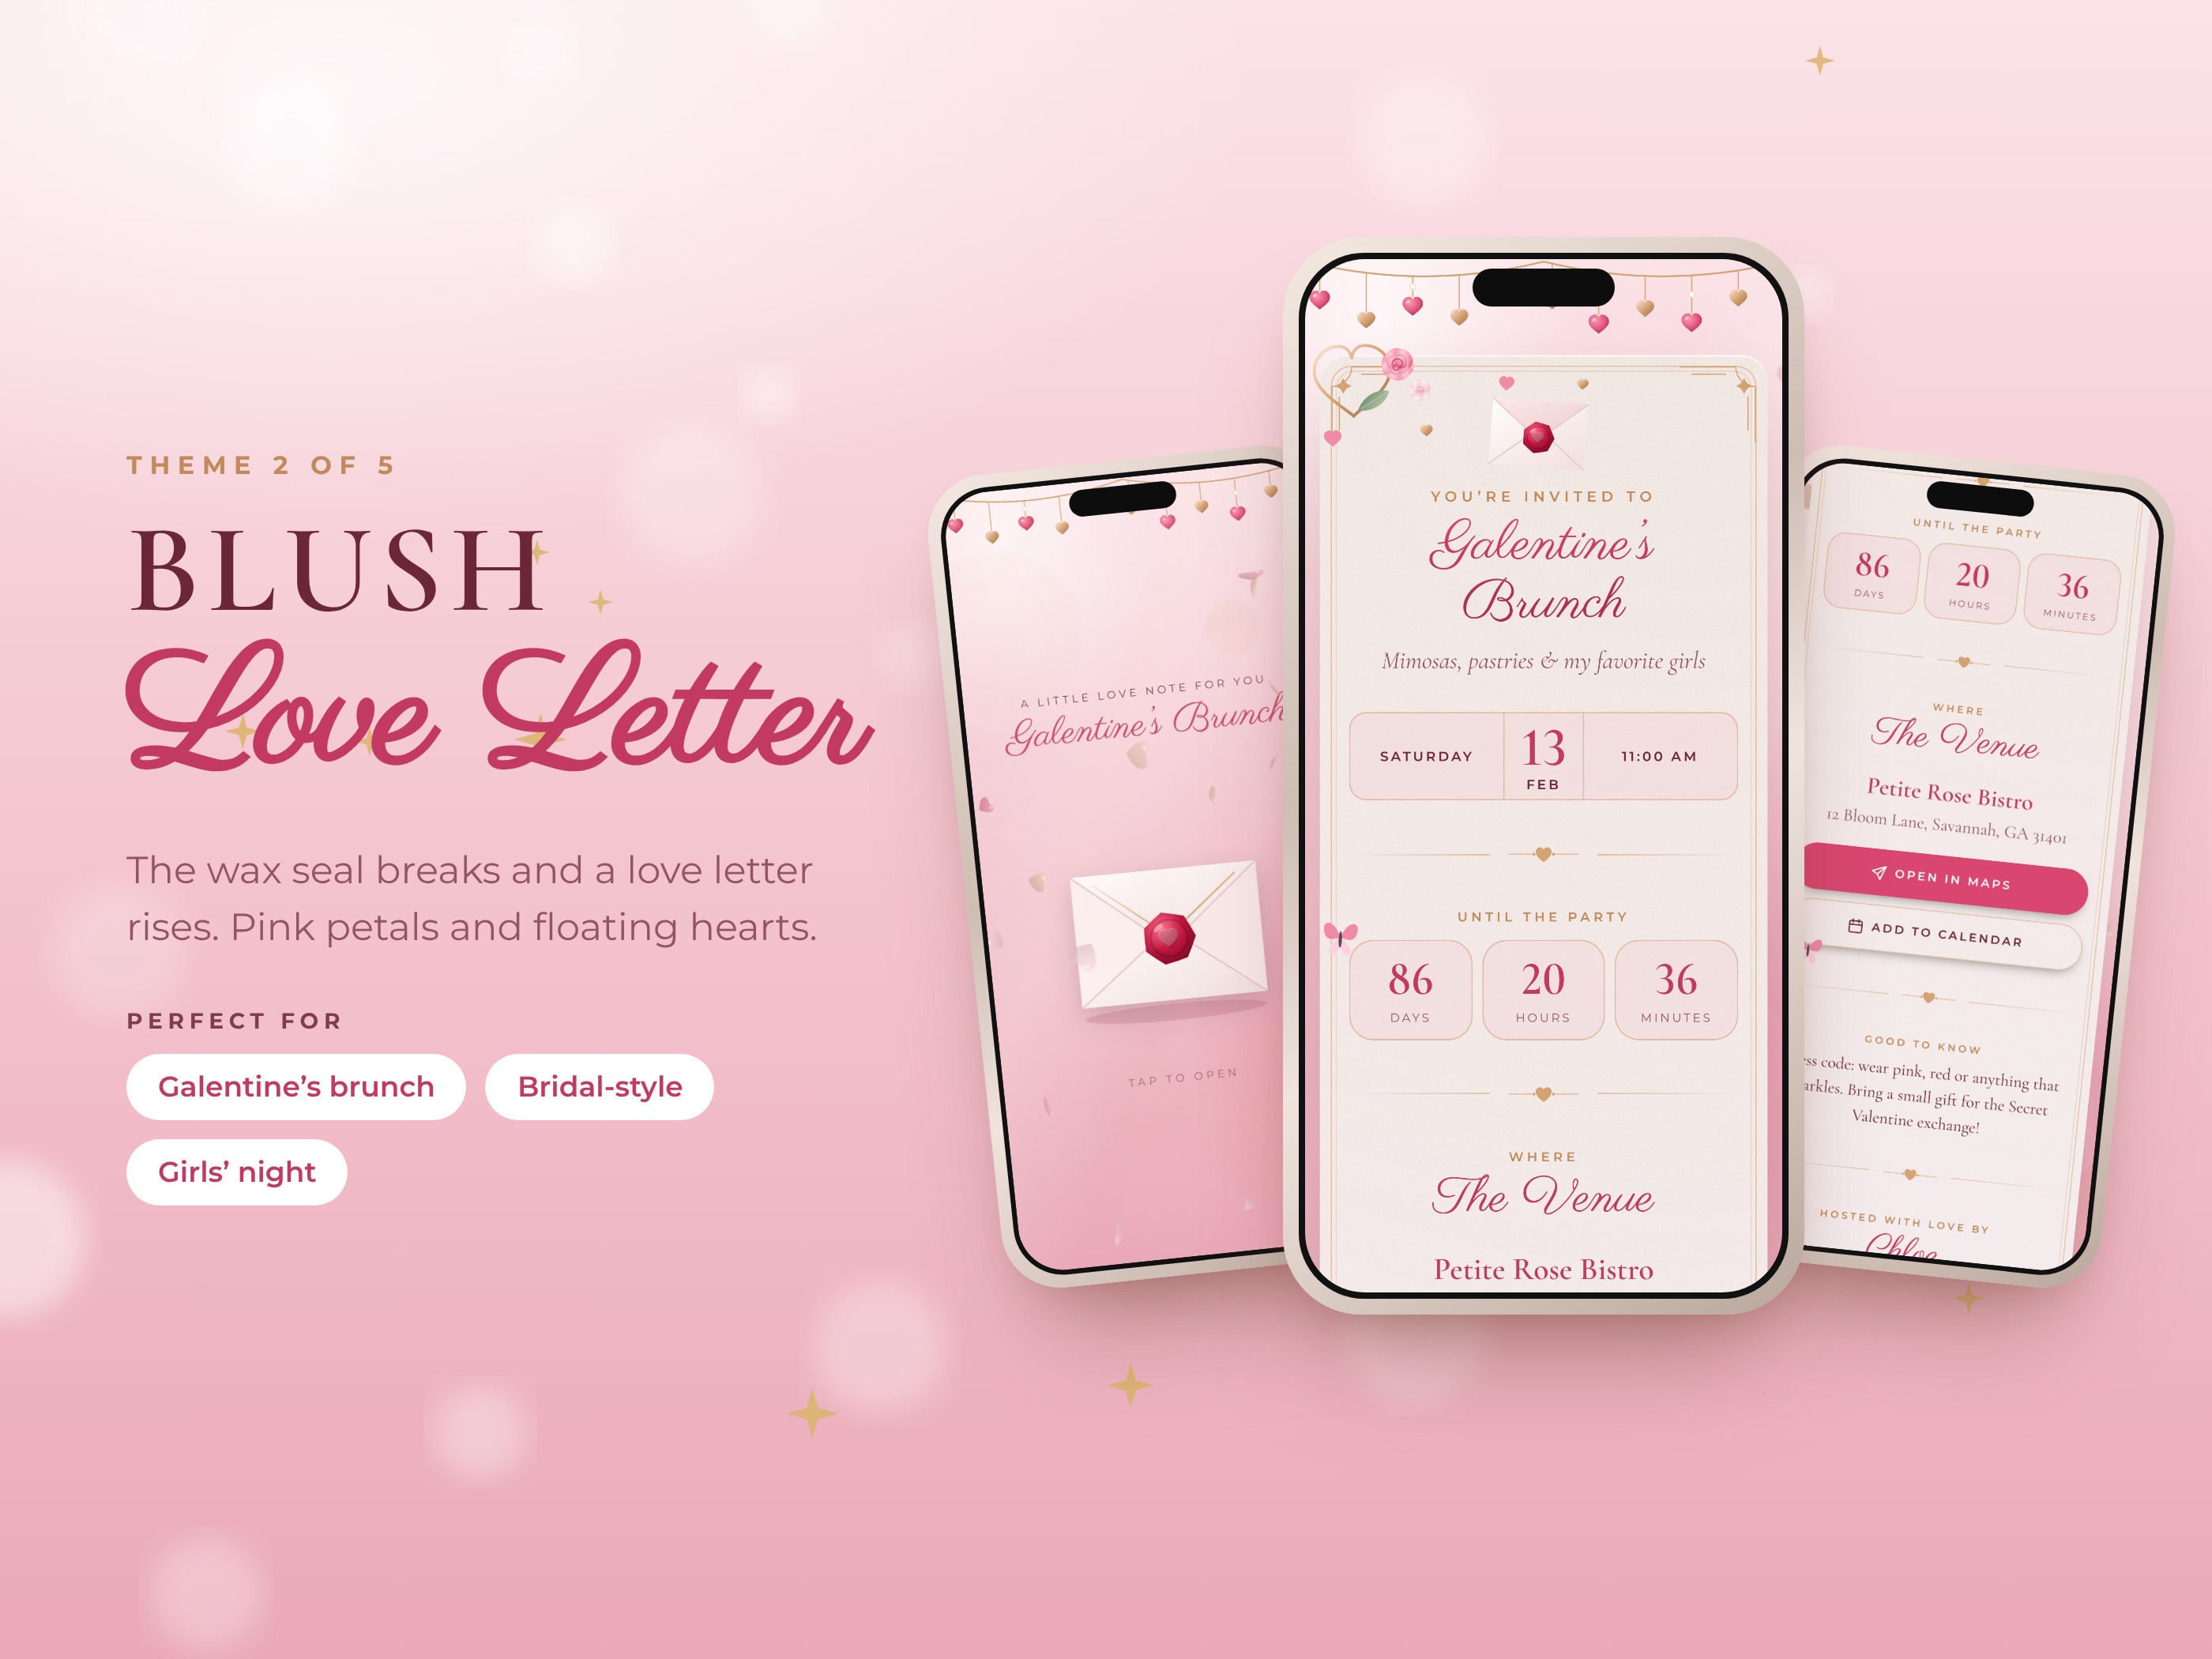 THEME 2 OF 5
BLUSH
Love Letter
The wax seal breaks and a love letter
rises. Pink petals and floating hearts.
PERFECT FOR
Galentine’s brunch
Bridal-style
Girls’ night
A LITTLE LOVE NOTE FOR YOU
Galentine’s Brunch
TAP TO OPEN
YOU’RE INVITED TO
Galentine’s
Brunch
Mimosas, pastries & my favorite girls
SATURDAY
13
FEB
11:00 AM
UNTIL THE PARTY
86
DAYS
20
HOURS
36
MINUTES
WHERE
The Venue
Petite Rose Bistro
UNTIL THE PARTY
86
DAYS
20
HOURS
36
MINUTES
WHERE
The Venue
Petite Rose Bistro
12 Bloom Lane, Savannah, GA 31401
OPEN IN MAPS
ADD TO CALENDAR
GOOD TO KNOW
code: wear pink, red or anything that
Bring a small gift for the Secret
Valentine exchange!
HOSTED WITH LOVE BY
Chloe